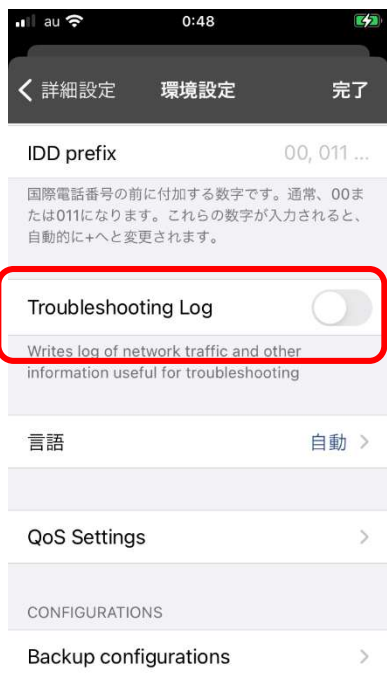 au 0:48
詳細設定 環境設定 完了
IDD prefix 00, 011 ...
国際電話番号の前に付加する数字です。通常、00ま
たは011になります。これらの数字が入力されると、
自動的に+へと変更されます。
Troubleshooting Log
Writes log of network traffic and other
information useful for troubleshooting
言語 自動
QoS Settings
CONFIGURATIONS
Backup configurations